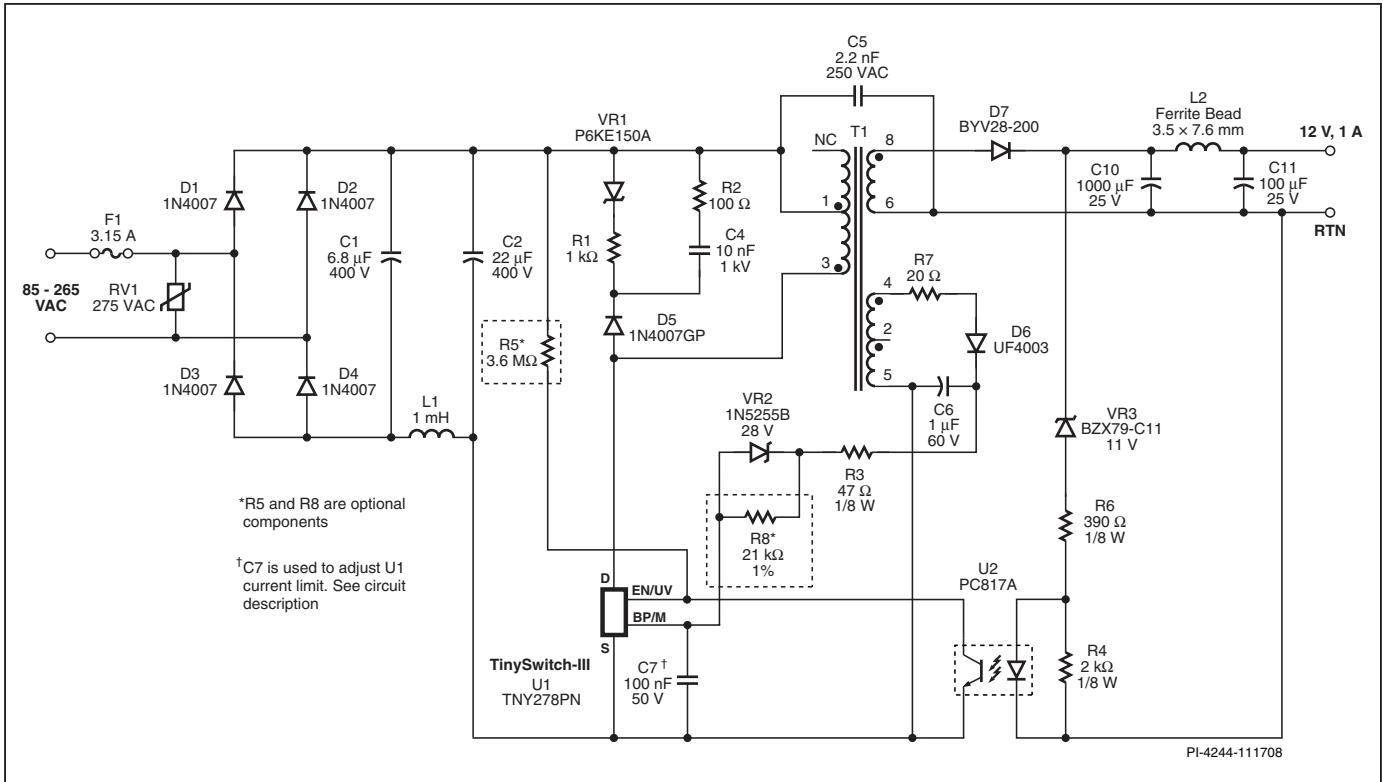 C5
2.2 nF
250 VAC
VR1
P6KE150A
NC
T1
8
D7
BYV28-200
L2
Ferrite Bead
3.5 × 7.6 mm
12 V, 1 A
D1
1N4007
D2
1N4007
R2
100 Ω
C10
1000 μF
25 V
C11
100 μF
25 V
F1
3.15 A
C1
6.8 μF
400 V
C2
22 μF
400 V
R1
1 kΩ
C4
10 nF
1 kV
1
6
RTN
85 - 265
VAC
RV1
275 VAC
3
4
R7
20 Ω
R5*
3.6 MΩ
D5
1N4007GP
2
D6
UF4003
D3
1N4007
D4
1N4007
5
L1
1 mH
VR2
1N5255B
28 V
C6
1 μF
60 V
VR3
BZX79-C11
11 V
R3
47 Ω
1/8 W
*R5 and R8 are optional
components
R8*
21 kΩ
1%
R6
390 Ω
1/8 W
†C7 is used to adjust U1
current limit. See circuit
description
D
EN/UV
BP/M
S
U2
PC817A
TinySwitch-III
U1
TNY278PN
C7 †
100 nF
50 V
R4
2 kΩ
1/8 W
PI-4244-111708